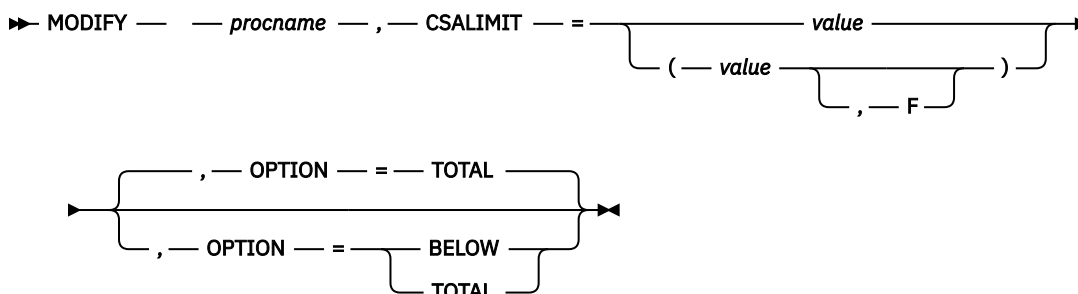 MODIFY procname , CSALIMIT = value
( value )
, F
, OPTION = TOTAL
, OPTION = BELOW
TOTAL